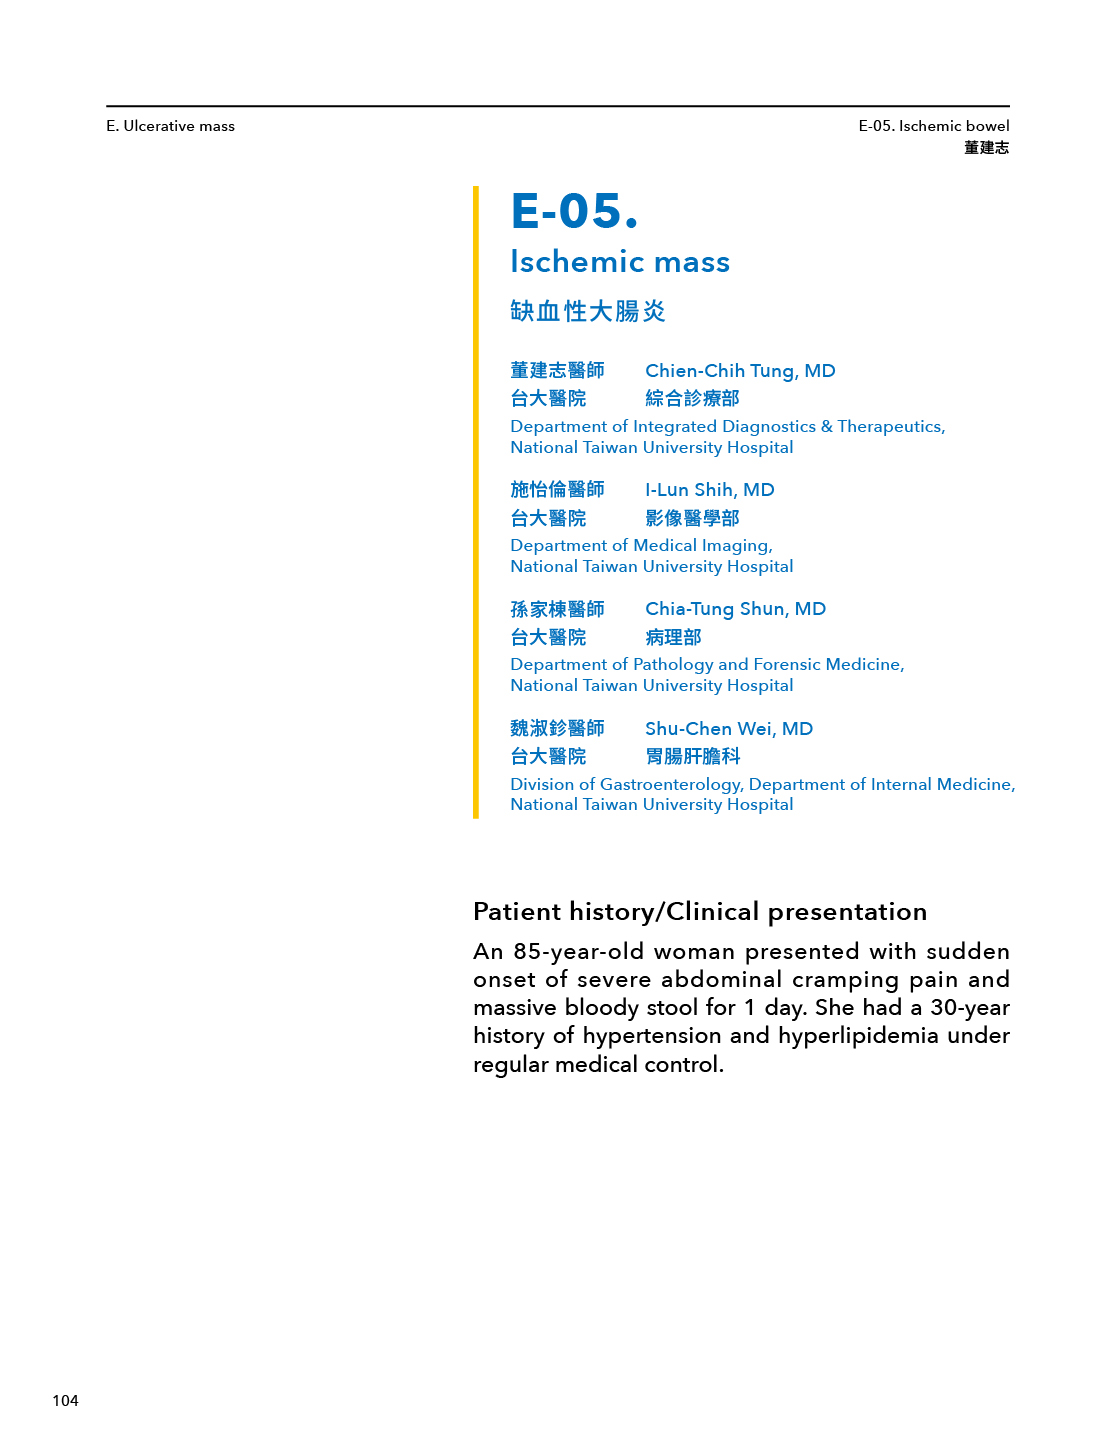 E. Ulcerative mass
E-05. Ischemic bowel
董建志
E-05.
Ischemic mass
缺血性大腸炎
董建志醫師 Chien-Chih Tung, MD
台大醫院 綜合診療部
Department of Integrated Diagnostics & Therapeutics,
National Taiwan University Hospital
施怡倫醫師 I-Lun Shih, MD
台大醫院 影像醫學部
Department of Medical Imaging,
National Taiwan University Hospital
孫家棟醫師 Chia-Tung Shun, MD
台大醫院 病理部
Department of Pathology and Forensic Medicine,
National Taiwan University Hospital
魏淑鉁醫師 Shu-Chen Wei, MD
台大醫院 胃腸肝膽科
Division of Gastroenterology, Department of Internal Medicine,
National Taiwan University Hospital
Patient history/Clinical presentation
An 85-year-old woman presented with sudden
onset of severe abdominal cramping pain and
massive bloody stool for 1 day. She had a 30-year
history of hypertension and hyperlipidemia under
regular medical control.
104